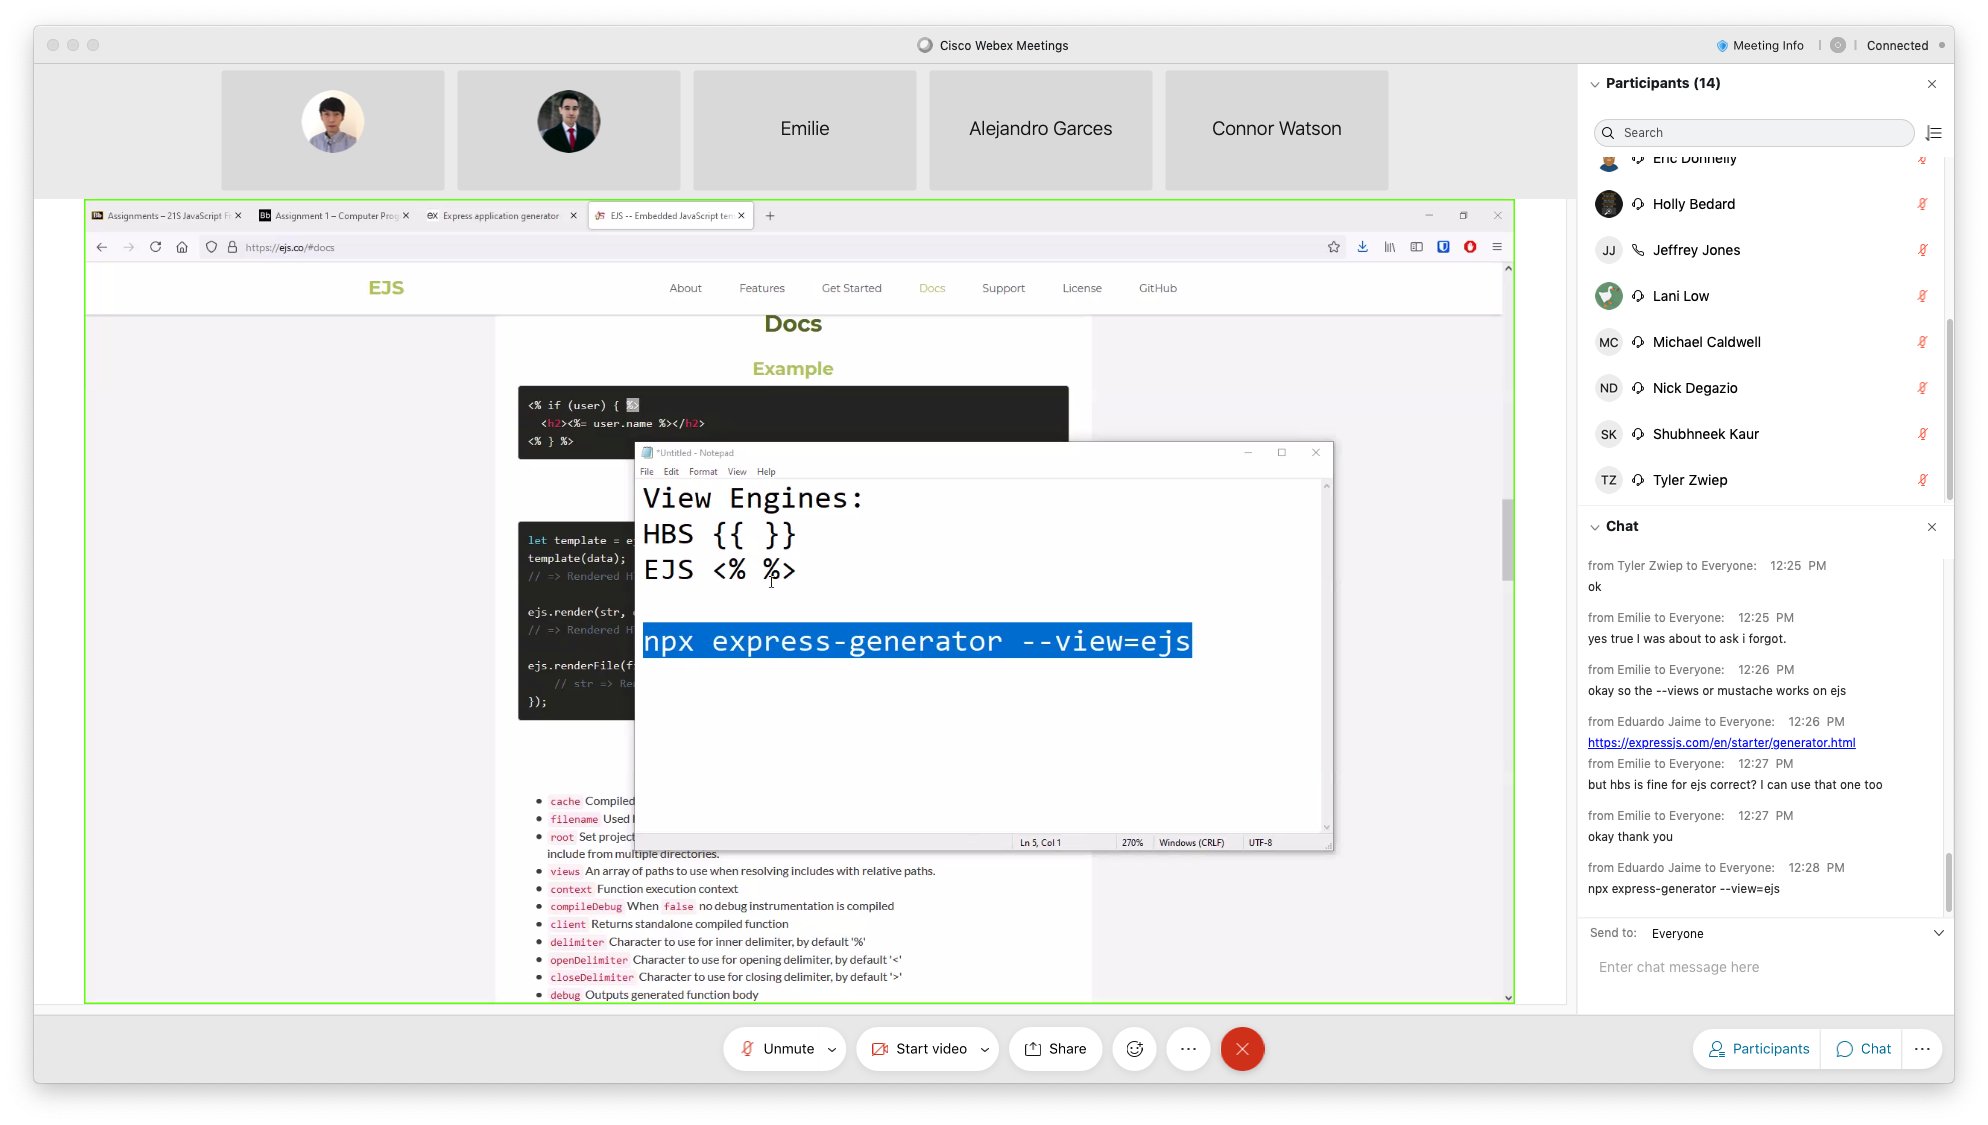 Cisco Webex Meetings
Meeting Info
Connected
Emilie
Alejandro Garces
Connor Watson
Assignments – 21S JavaScript F
Bb Assignment 1 – Computer Prog
ex Express application generator
EJS -- Embedded JavaScript tem
https://ejs.co/#docs
EJS
About
Features
Get Started
Docs
Support
License
GitHub
Docs
Example
<% if (user) { %>
<h2><%= user.name %></h2>
<% } %>
let template = e
template(data);
// => Rendered H
ejs.render(str,
// => Rendered H
ejs.renderFile(f
// str => Re
});
*Untitled - Notepad
File Edit Format View Help
View Engines:
HBS {{ }}
EJS <% %>
npx express-generator --view=ejs
Ln 5, Col 1
270%
Windows (CRLF)
UTF-8
cache Compiled
filename Used
root Set project
include from multiple directories.
views An array of paths to use when resolving includes with relative paths.
context Function execution context
compileDebug When false no debug instrumentation is compiled
client Returns standalone compiled function
delimiter Character to use for inner delimiter, by default '%'
openDelimiter Character to use for opening delimiter, by default '<'
closeDelimiter Character to use for closing delimiter, by default '>'
debug Outputs generated function body
Participants (14)
Search
Eric Donnelly
Holly Bedard
JJ Jeffrey Jones
Lani Low
MC Michael Caldwell
ND Nick Degazio
SK Shubhneek Kaur
TZ Tyler Zwiep
Chat
from Tyler Zwiep to Everyone: 12:25 PM
ok
from Emilie to Everyone: 12:25 PM
yes true I was about to ask i forgot.
from Emilie to Everyone: 12:26 PM
okay so the --views or mustache works on ejs
from Eduardo Jaime to Everyone: 12:26 PM
https://expressjs.com/en/starter/generator.html
from Emilie to Everyone: 12:27 PM
but hbs is fine for ejs correct? I can use that one too
from Emilie to Everyone: 12:27 PM
okay thank you
from Eduardo Jaime to Everyone: 12:28 PM
npx express-generator --view=ejs
Send to: Everyone
Enter chat message here
Unmute
Start video
Share
Participants
Chat